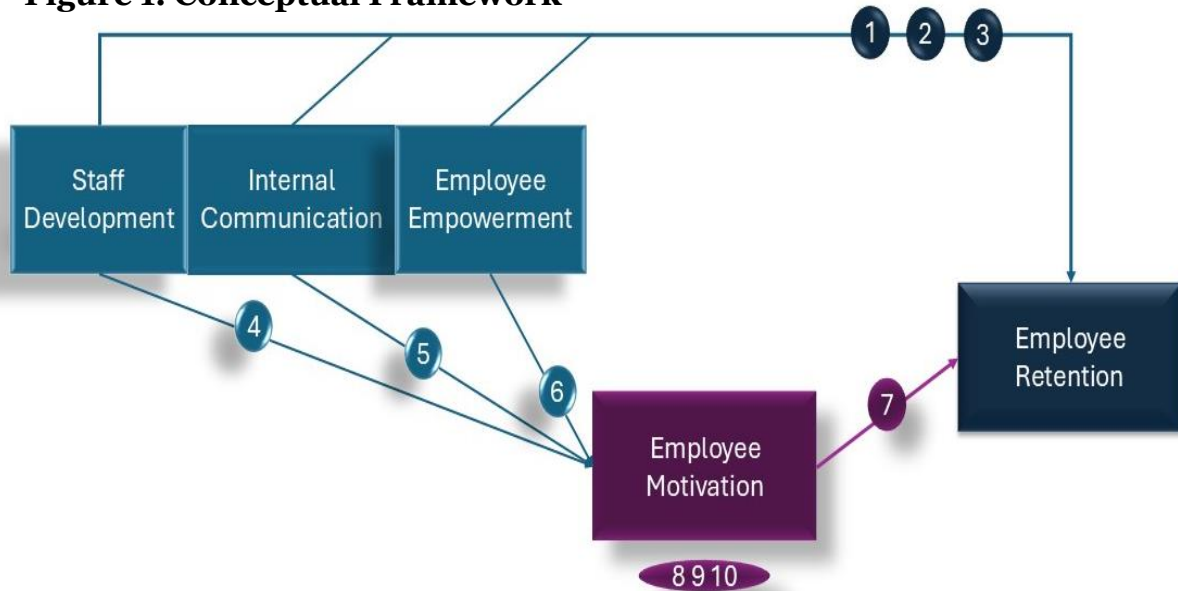 Figure 1. Conceptual Framework
1 2 3
Staff
Development
Internal
Communication
Employee
Empowerment
4
5
6
7
Employee
Retention
Employee
Motivation
8 9 10